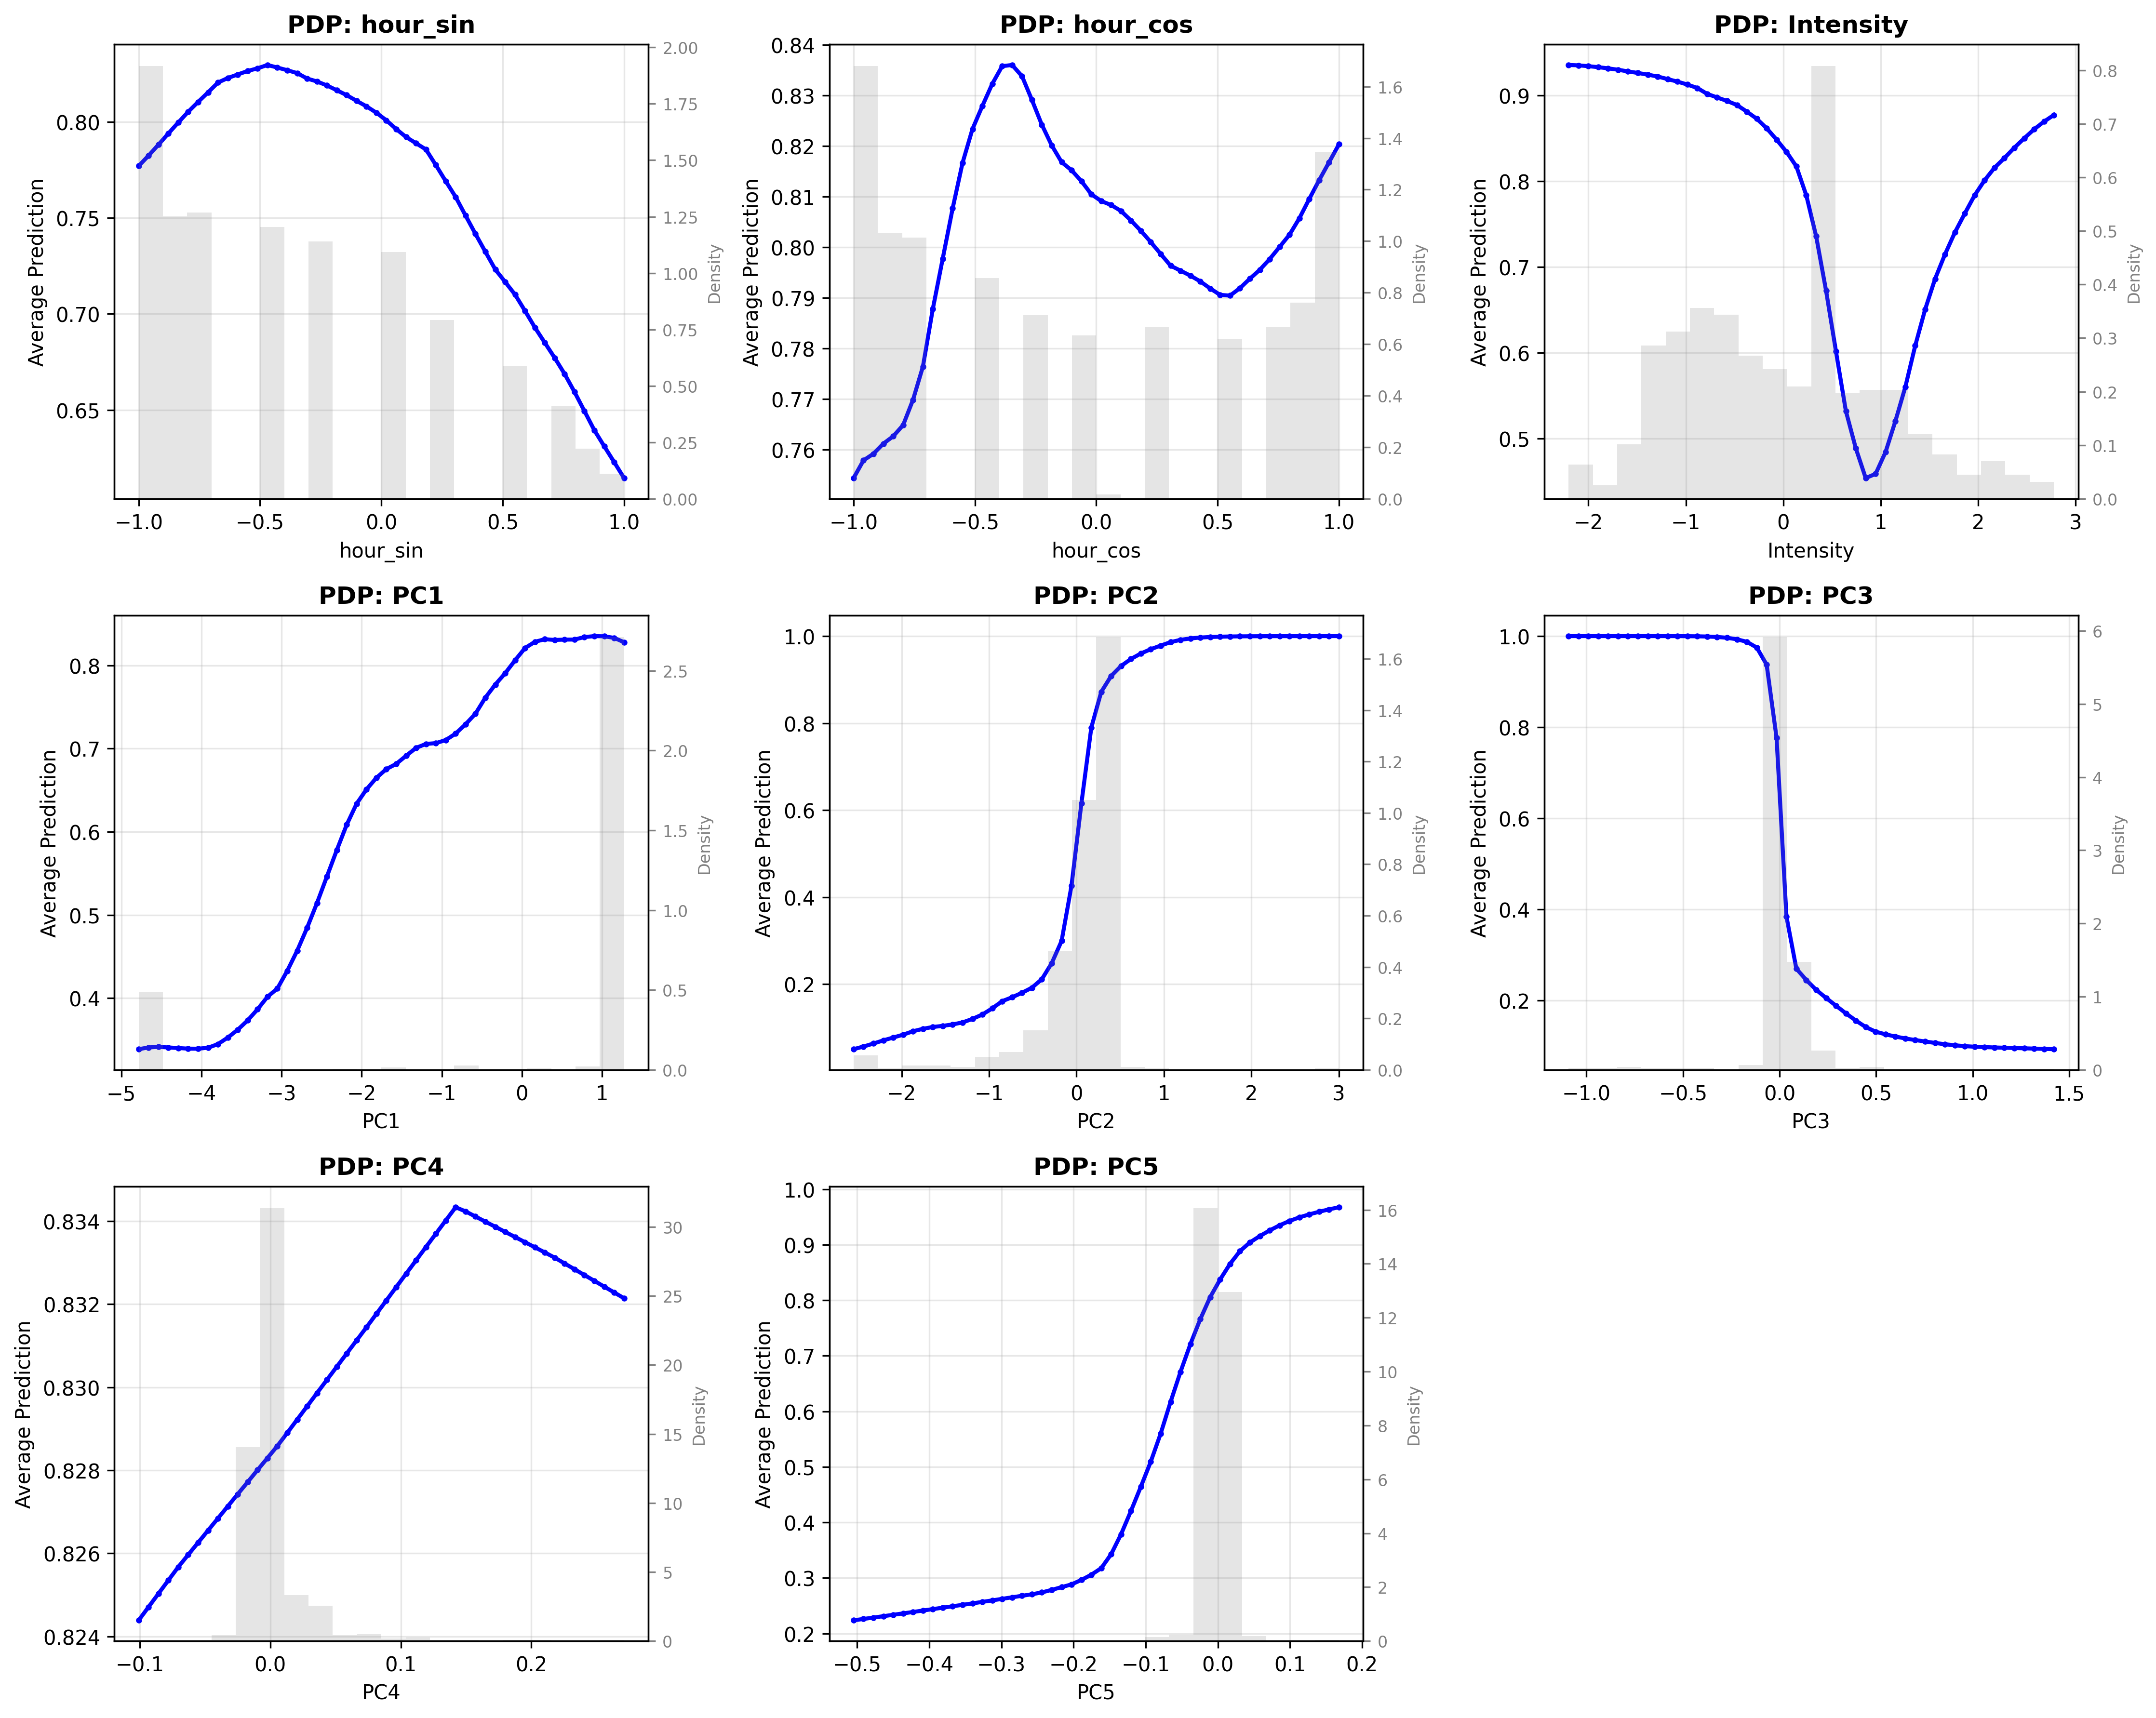 PDP: hour_sin
Average Prediction
0.80
0.75
0.70
0.65
2.00
1.75
1.50
1.25
1.00
0.75
0.50
0.25
0.00
Density
−1.0 −0.5 0.0 0.5 1.0
hour_sin
PDP: hour_cos
Average Prediction
0.84
0.83
0.82
0.81
0.80
0.79
0.78
0.77
0.76
1.6
1.4
1.2
1.0
0.8
0.6
0.4
0.2
0.0
Density
−1.0 −0.5 0.0 0.5 1.0
hour_cos
PDP: Intensity
Average Prediction
0.9
0.8
0.7
0.6
0.5
0.8
0.7
0.6
0.5
0.4
0.3
0.2
0.1
0.0
Density
−2 −1 0 1 2 3
Intensity
PDP: PC1
Average Prediction
0.8
0.7
0.6
0.5
0.4
2.5
2.0
1.5
1.0
0.5
0.0
Density
−5 −4 −3 −2 −1 0 1
PC1
PDP: PC2
Average Prediction
1.0
0.8
0.6
0.4
0.2
1.6
1.4
1.2
1.0
0.8
0.6
0.4
0.2
0.0
Density
−2 −1 0 1 2 3
PC2
PDP: PC3
Average Prediction
1.0
0.8
0.6
0.4
0.2
6
5
4
3
2
1
0
Density
−1.0 −0.5 0.0 0.5 1.0 1.5
PC3
PDP: PC4
Average Prediction
0.834
0.832
0.830
0.828
0.826
0.824
30
25
20
15
10
5
0
Density
−0.1 0.0 0.1 0.2
PC4
PDP: PC5
Average Prediction
1.0
0.9
0.8
0.7
0.6
0.5
0.4
0.3
0.2
16
14
12
10
8
6
4
2
0
Density
−0.5 −0.4 −0.3 −0.2 −0.1 0.0 0.1 0.2
PC5